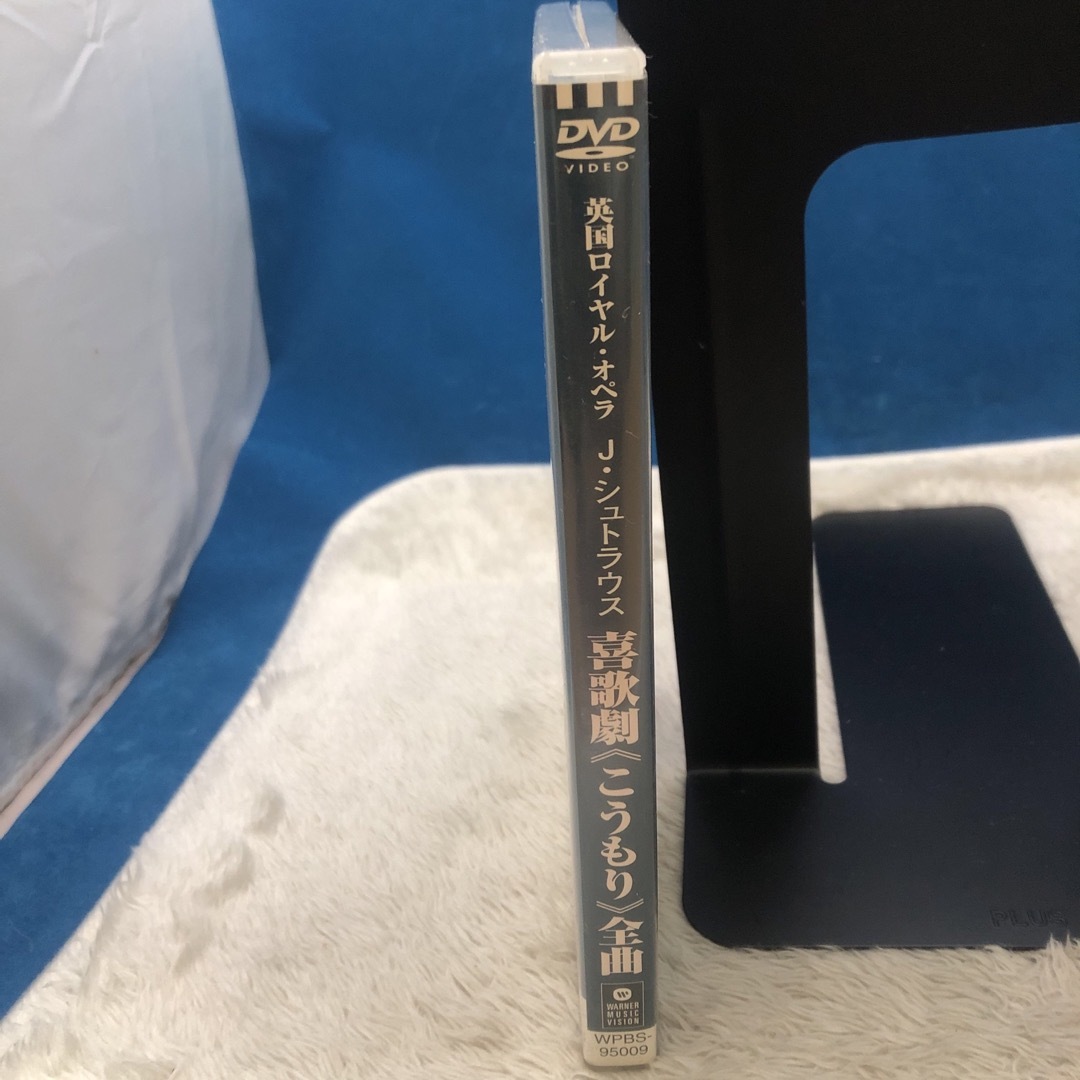 DVD
VIDEO
英国ロイヤル・オペラ
J・シュトラウス
喜歌劇《こうもり》全曲
W
WARNER
MUSIC
VISION
WPBS-
95009
PLUS